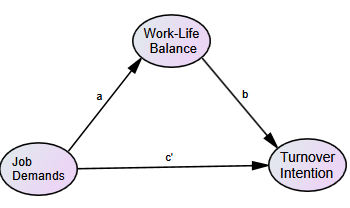 Work-Life
Balance
a
b
Job
Demands
c'
Turnover
Intention